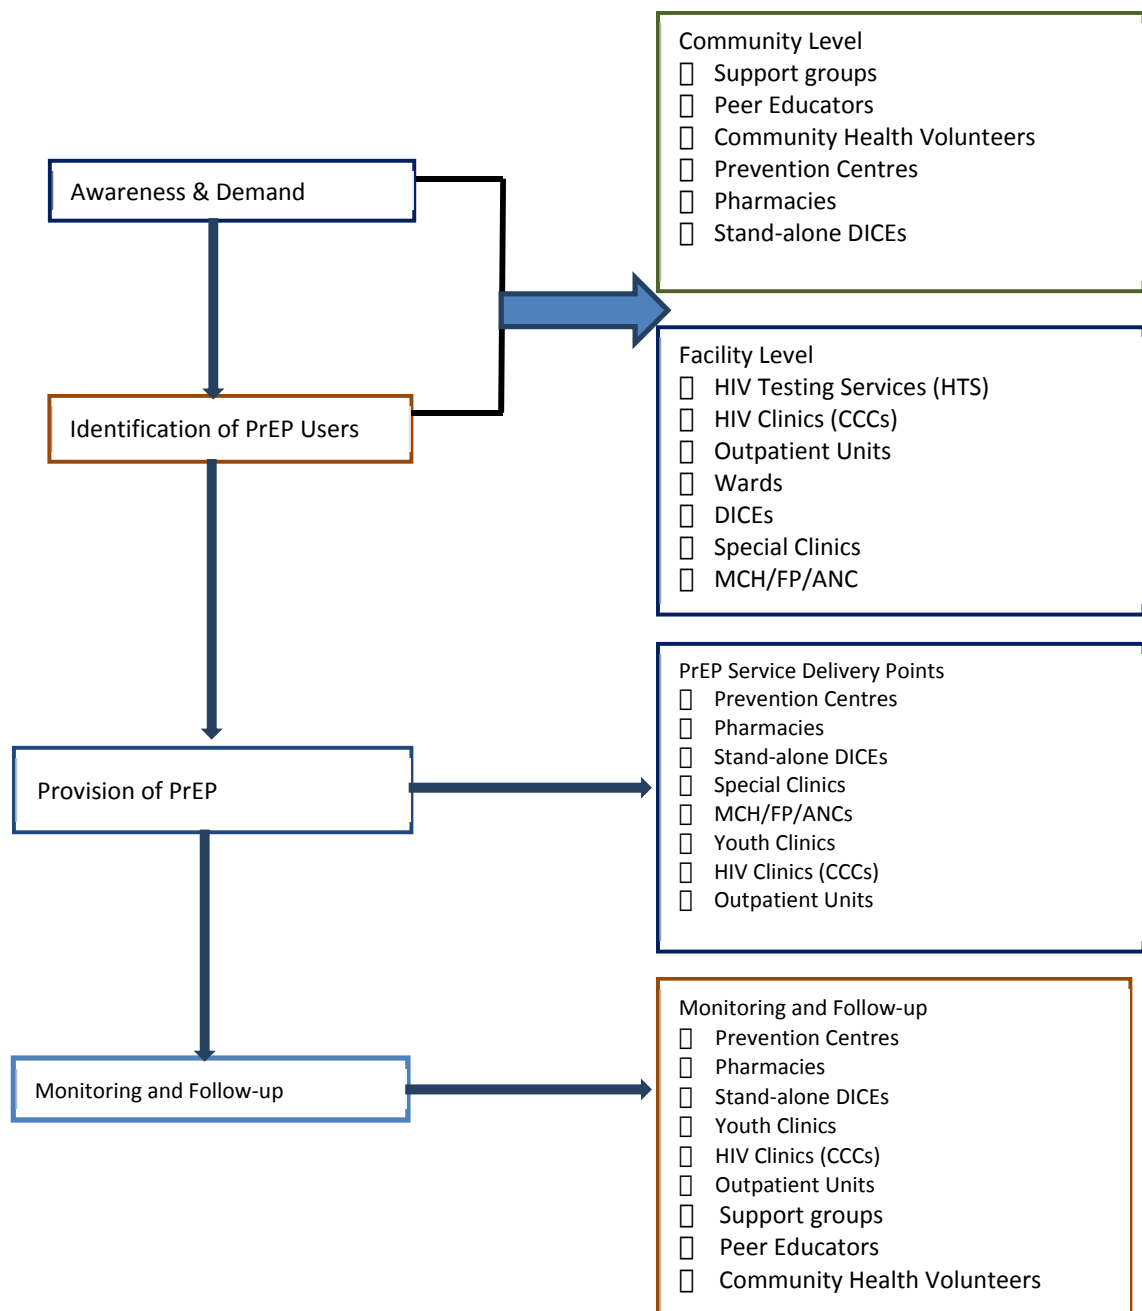 Awareness & Demand
Identification of PrEP Users
Provision of PrEP
Monitoring and Follow-up
Community Level
Support groups
Peer Educators
Community Health Volunteers
Prevention Centres
Pharmacies
Stand-alone DICEs
Facility Level
HIV Testing Services (HTS)
HIV Clinics (CCCs)
Outpatient Units
Wards
DICEs
Special Clinics
MCH/FP/ANC
PrEP Service Delivery Points
Prevention Centres
Pharmacies
Stand-alone DICEs
Special Clinics
MCH/FP/ANCs
Youth Clinics
HIV Clinics (CCCs)
Outpatient Units
Monitoring and Follow-up
Prevention Centres
Pharmacies
Stand-alone DICEs
Youth Clinics
HIV Clinics (CCCs)
Outpatient Units
Support groups
Peer Educators
Community Health Volunteers